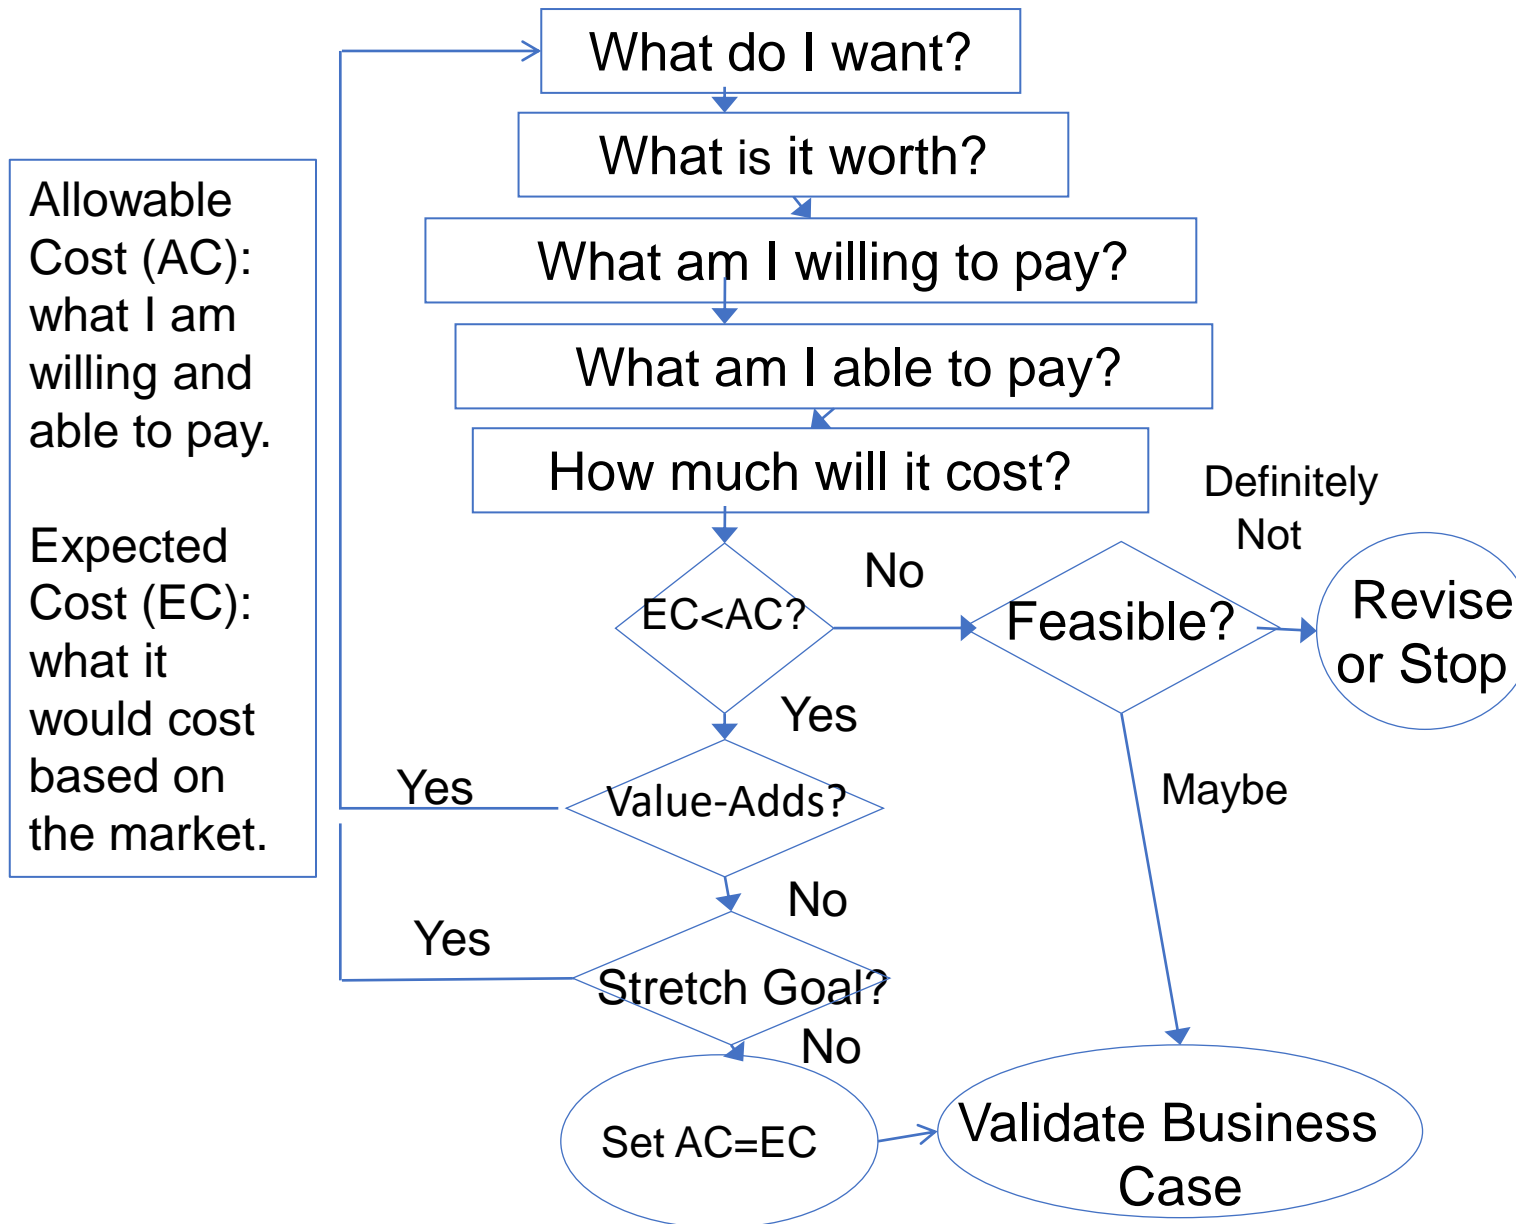 What do I want?
What is it worth?
What am I willing to pay?
What am I able to pay?
How much will it cost?
Allowable
Cost (AC):
what I am
willing and
able to pay.
Expected
Cost (EC):
what it
would cost
based on
the market.
EC<AC?
No
Feasible?
Definitely
Not
Revise
or Stop
Yes
Maybe
Value-Adds?
Yes
No
Stretch Goal?
Yes
No
Set AC=EC
Validate Business
Case